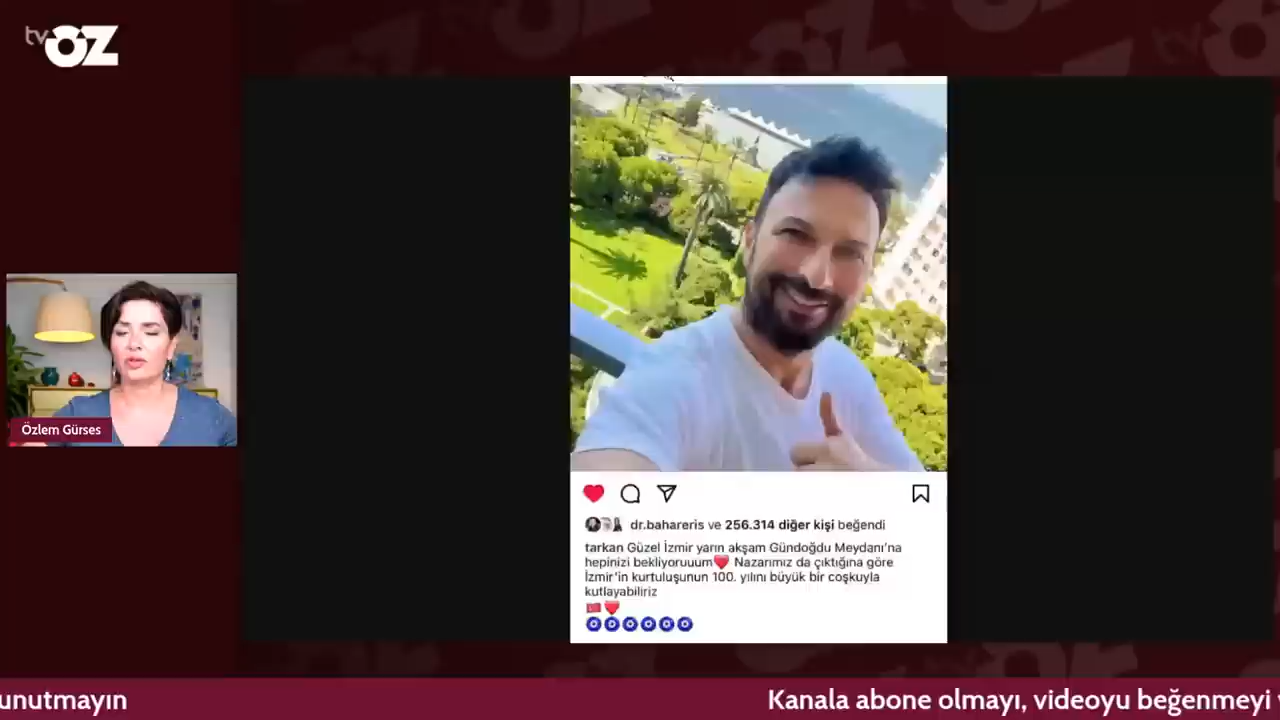 tv ÖZ
Özlem Gürses
dr.bahareris ve 256.314 diğer kişi beğendi
tarkan Güzel İzmir yarın akşam Gündoğdu Meydanı'na
hepinizi bekliyoruuum❤️ Nazarımız da çıktığına göre
İzmir'in kurtuluşunun 100. yılını büyük bir coşkuyla
kutlayabiliriz
🇹🇷❤️
🧿🧿🧿🧿🧿🧿
unutmayın
Kanala abone olmayı, videoyu beğenmeyi